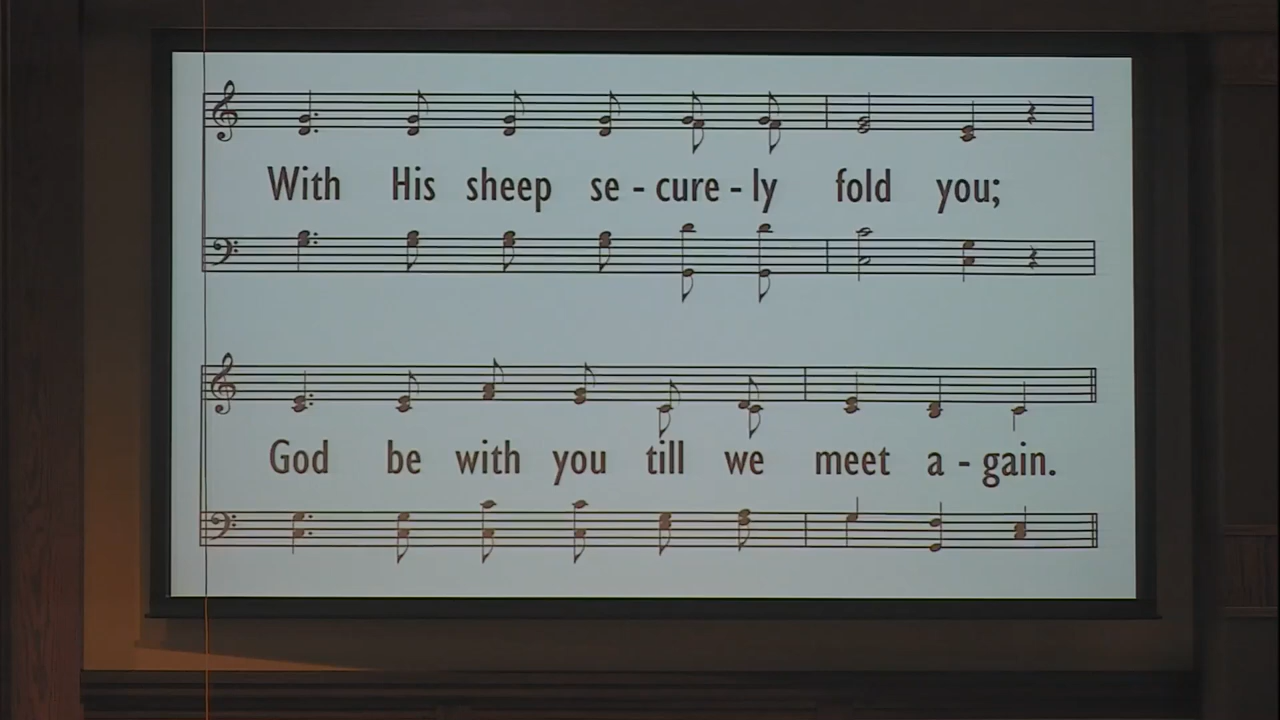 With His sheep se - cure - ly fold you;
God be with you till we meet a - gain.